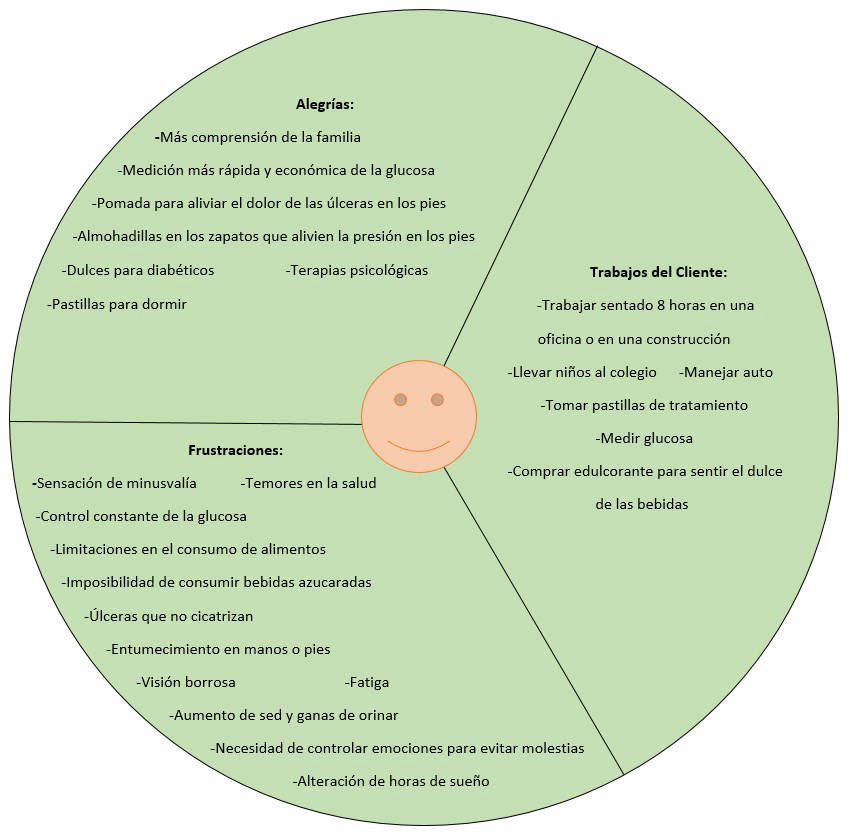 Alegrías:
-Más comprensión de la familia
-Medición más rápida y económica de la glucosa
-Pomada para aliviar el dolor de las úlceras en los pies
-Almohadillas en los zapatos que alivien la presión en los pies
-Dulces para diabéticos -Terapias psicológicas
-Pastillas para dormir
Trabajos del Cliente:
-Trabajar sentado 8 horas en una
oficina o en una construcción
-Llevar niños al colegio -Manejar auto
-Tomar pastillas de tratamiento
-Medir glucosa
-Comprar edulcorante para sentir el dulce
de las bebidas
Frustraciones:
-Sensación de minusvalía -Temores en la salud
-Control constante de la glucosa
-Limitaciones en el consumo de alimentos
-Imposibilidad de consumir bebidas azucaradas
-Úlceras que no cicatrizan
-Entumecimiento en manos o pies
-Visión borrosa -Fatiga
-Aumento de sed y ganas de orinar
-Necesidad de controlar emociones para evitar molestias
-Alteración de horas de sueño